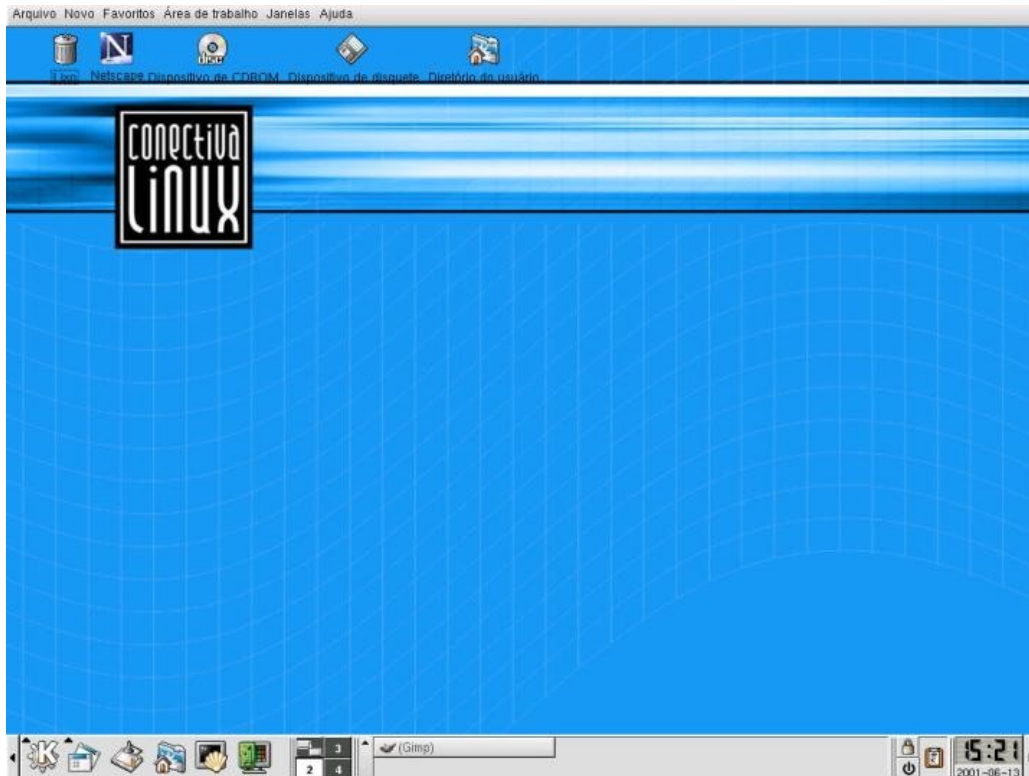 Arquivo Novo Favoritos Área de trabalho Janelas Ajuda
Lixo Netscape Dispositivo de CDROM Dispositivo de disquete Diretório do usuário
conectiva
Linux
3
2 4
(Gimp)
15:21
2001-06-13